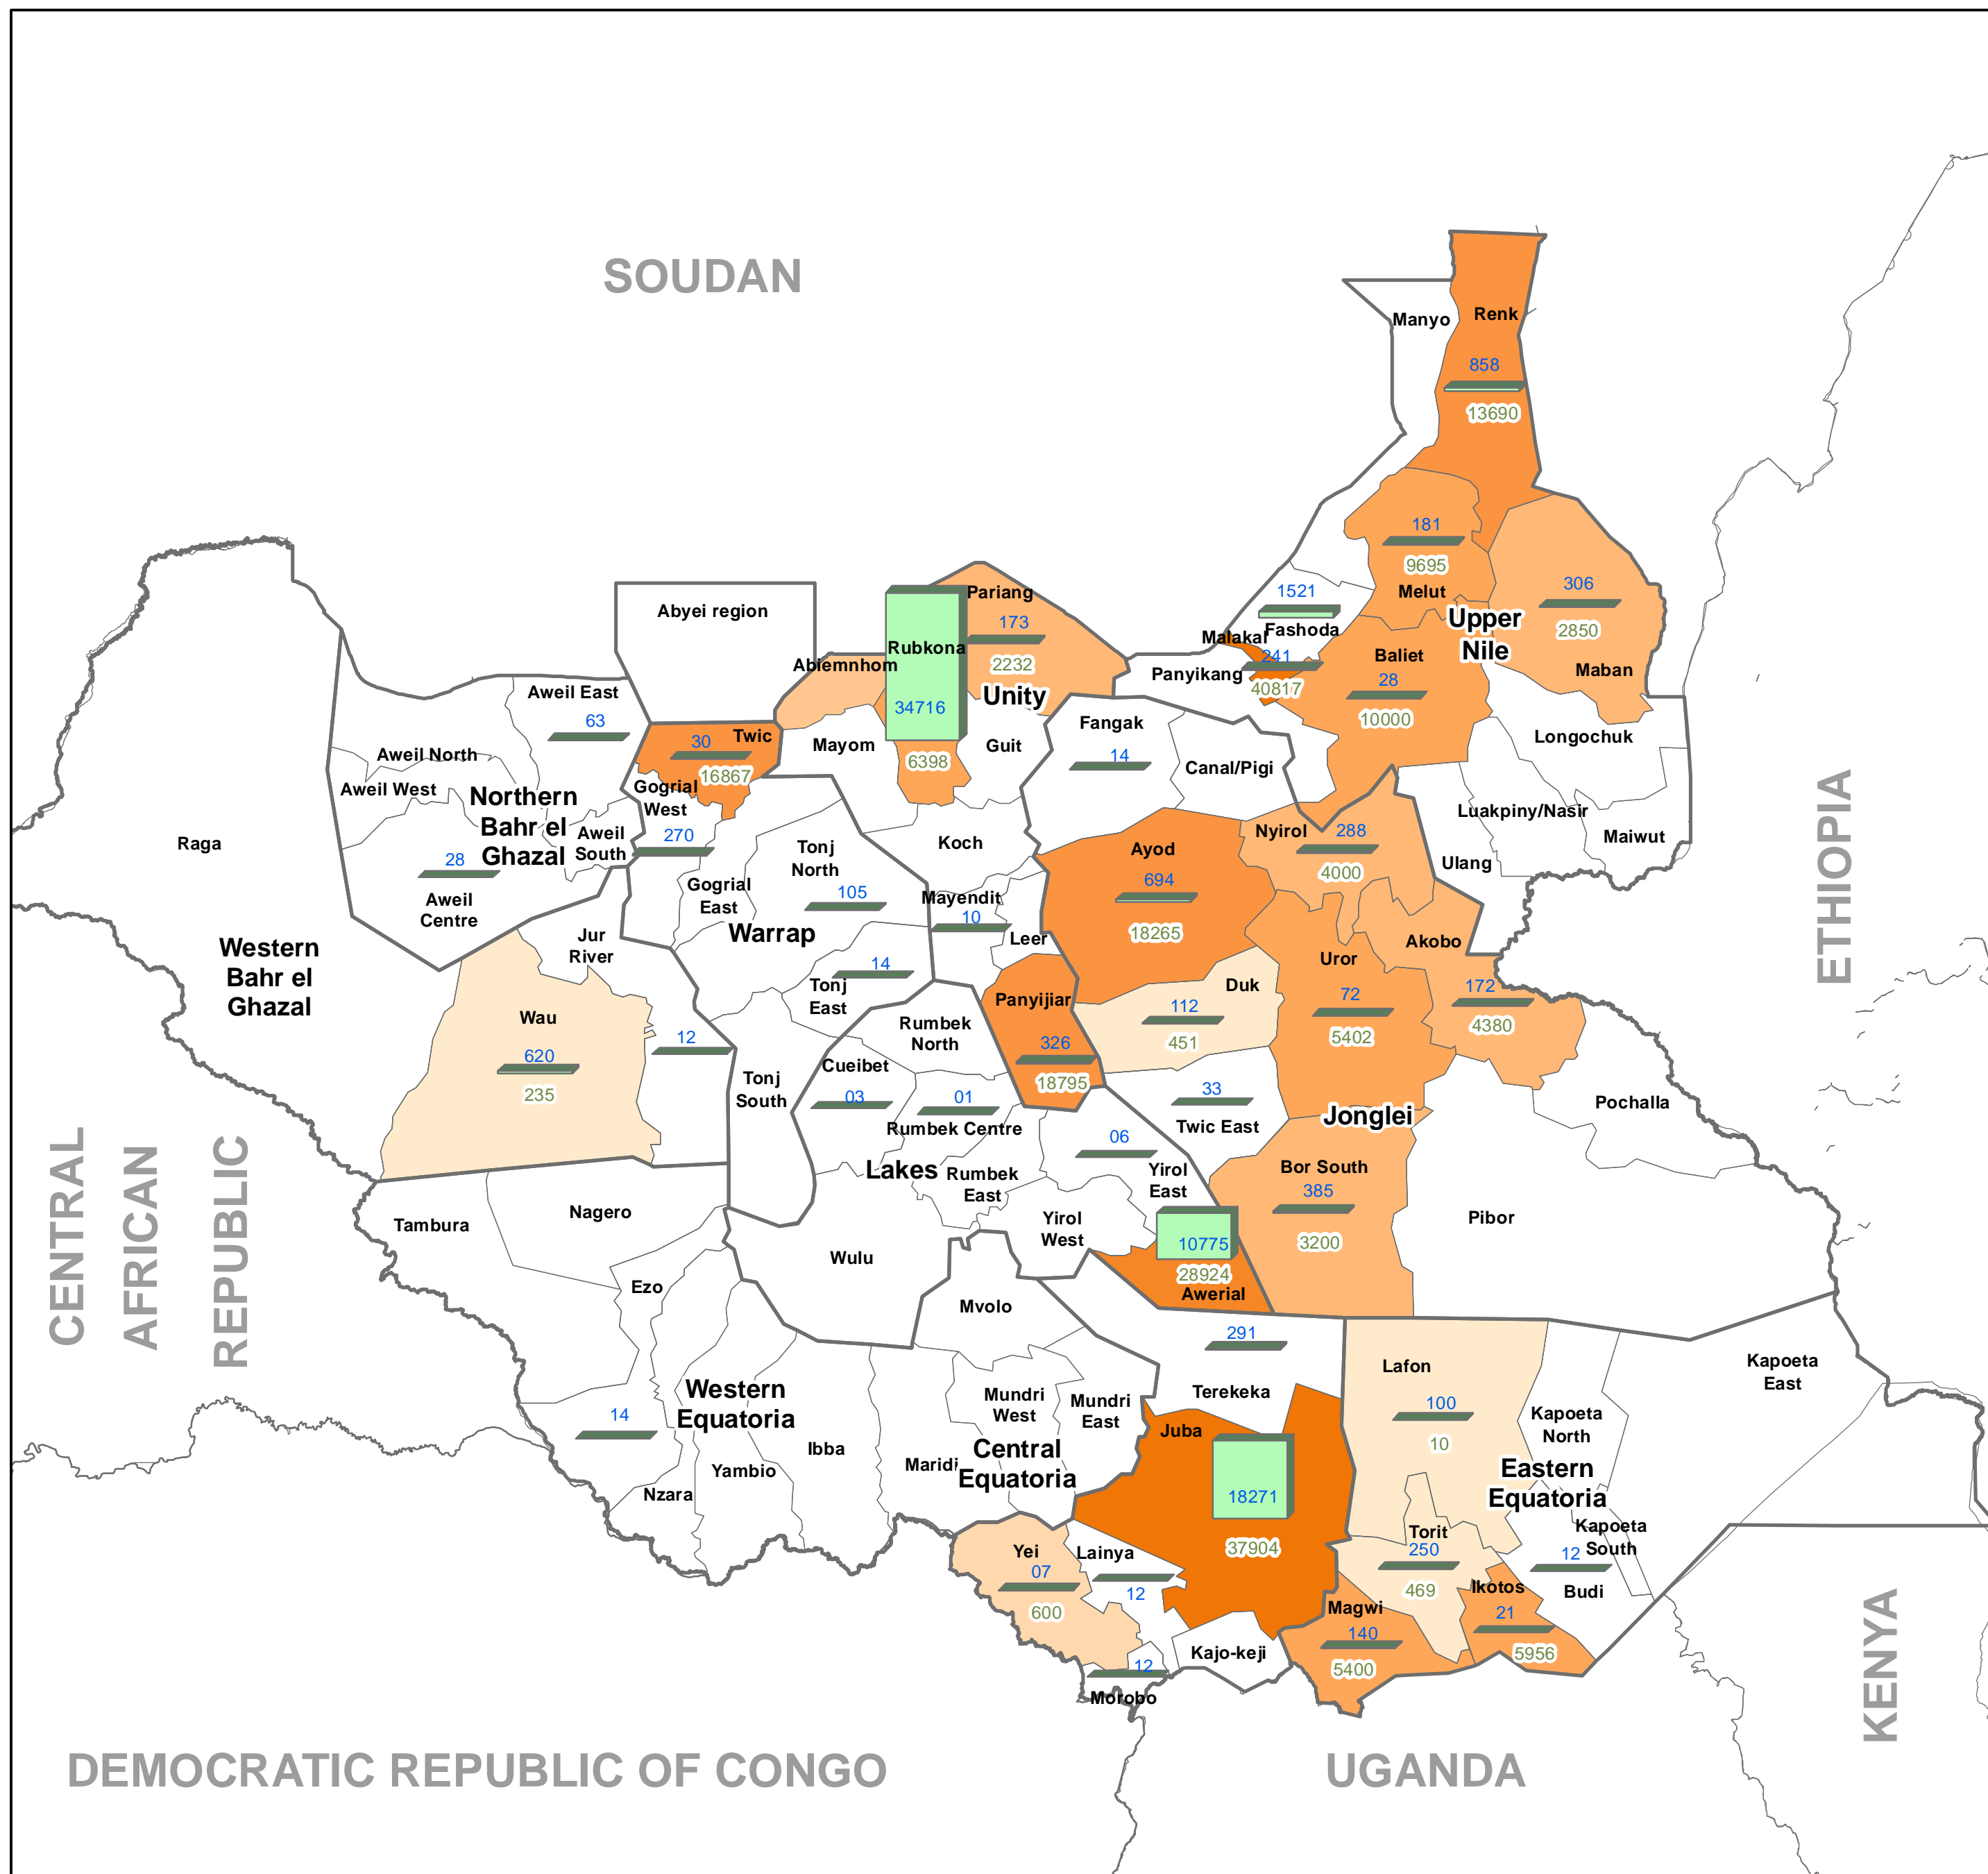 SOUDAN
Manyo
Renk
858
13690
181
9695
Melut
306
2850
Maban
Upper
Nile
1521
Fashoda
Malakal
241
40817
Panyikang
Baliet
28
10000
Longochuk
Luakpiny/Nasir
Maiwut
Ulang
ETHIOPIA
Abyei region
Pariang
173
2232
Rubkona
34716
6398
Abiemnhom
Unity
Mayom
Guit
Koch
Mayendit
10
Leer
Panyijiar
326
18795
Fangak
14
Canal/Pigi
Nyirol
288
4000
Ayod
694
18265
Akobo
172
4380
Uror
72
5402
Duk
112
451
33
Twic East
Jonglei
Pochalla
Bor South
385
3200
Pibor
Aweil East
63
Aweil North
Aweil West
Northern
Bahr el
Ghazal
Aweil
South
28
Aweil
Centre
30
Twic
16867
Gogrial
West
270
Gogrial
East
Tonj
North
105
Warrap
14
Tonj
East
Tonj
South
Raga
Western
Bahr el
Ghazal
Jur
River
12
Wau
620
235
Rumbek
North
Cueibet
03
01
Rumbek Centre
Lakes
Rumbek
East
06
Yirol
East
Yirol
West
10775
28924
Awerial
Wulu
CENTRAL
AFRICAN
REPUBLIC
Tambura
Nagero
Ezo
14
Nzara
Western
Equatoria
Yambio
Ibba
Maridi
Mvolo
Mundri
West
Mundri
East
Central
Equatoria
291
Terekeka
Juba
18271
37904
Yei
07
600
Lainya
12
12
Morobo
Kajo-keji
Lafon
100
10
Kapoeta
North
Kapoeta
East
Eastern
Equatoria
Kapoeta
South
12
Budi
Torit
250
469
Ikotos
21
5956
Magwi
140
5400
KENYA
DEMOCRATIC REPUBLIC OF CONGO
UGANDA